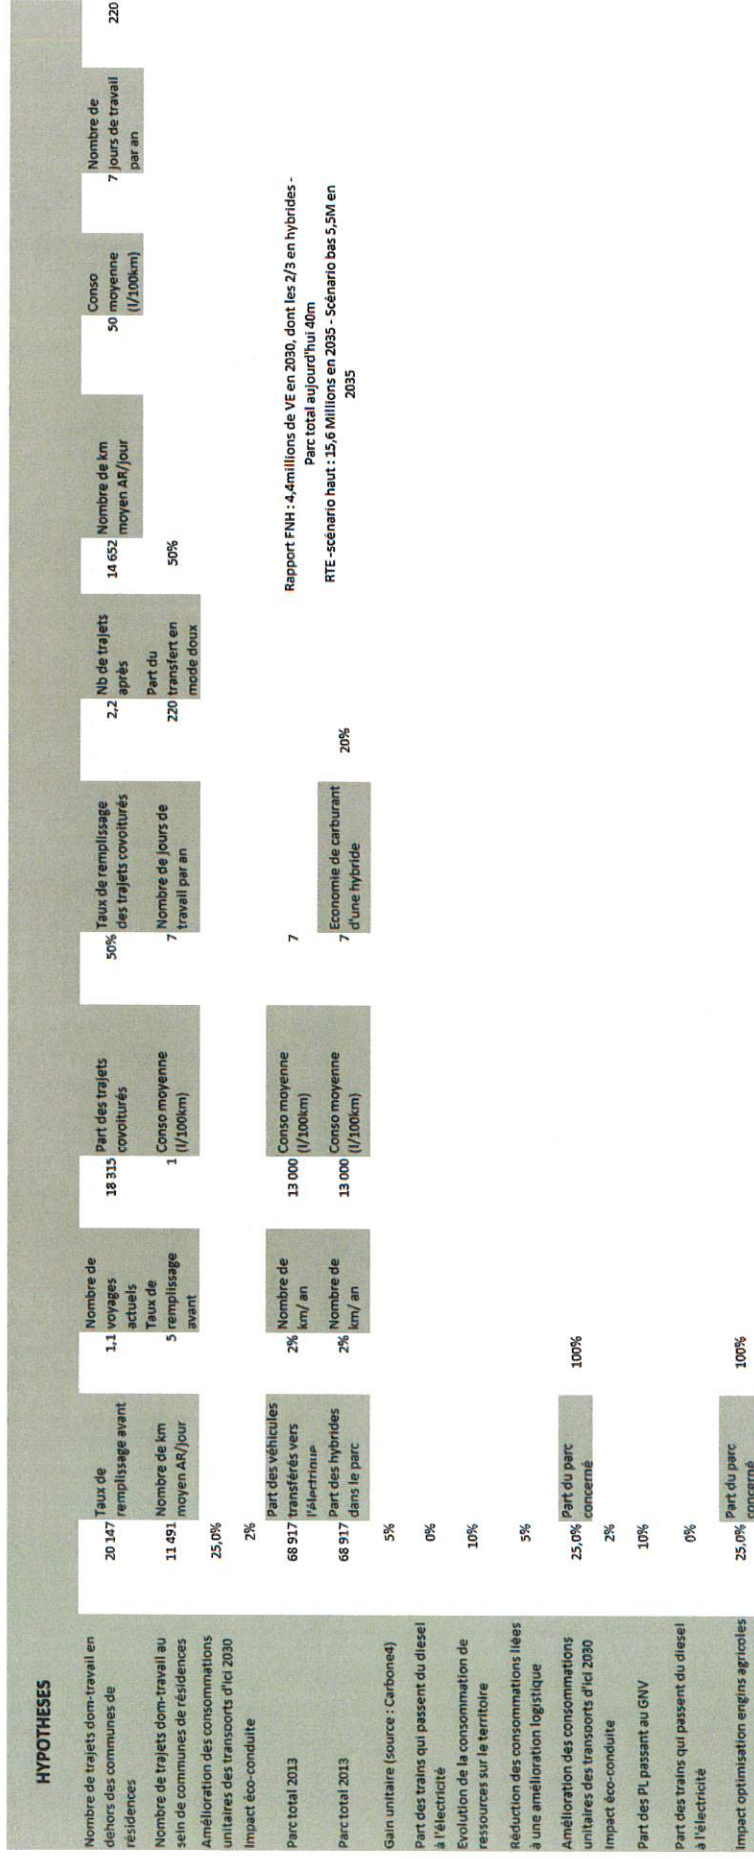 HYPOTHESES
Nombre de trajets dom-travail en
dehors des communes de
résidences
20 147
Taux de
remplissage avant
1,1
Nombre de
voyages
actuels
18 315
Part des trajets
covoiturés
50%
Taux de remplissage
des trajets covoiturés
2,2
Nb de trajets
après
14 652
Nombre de km
moyen AR/jour
50
Conso
moyenne
(l/100km)
7
Nombre de
jours de travail
par an
220
Nombre de trajets dom-travail au
sein de communes de résidences
11 491
Nombre de km
moyen AR/jour
5
Taux de
remplissage
avant
1
Conso moyenne
(l/100km)
7
Nombre de jours de
travail par an
220
Part du
transfert en
mode doux
50%
Amélioration des consommations
unitaires des transports d'ici 2030
25,0%
Impact éco-conduite
2%
Parc total 2013
68 917
Part des véhicules
transférés vers
l'électrique
2%
Nombre de
km/ an
13 000
Conso moyenne
(l/100km)
7
Rapport FNH : 4,4millions de VE en 2030, dont les 2/3 en hybrides -
Parc total aujourd'hui 40m
Parc total 2013
68 917
Part des hybrides
dans le parc
2%
Nombre de
km/ an
13 000
Conso moyenne
(l/100km)
7
Economie de carburant
d'une hybride
20%
RTE -scénario haut : 15,6 Millions en 2035 - Scénario bas 5,5M en
2035
Gain unitaire (source : Carbone4)
5%
Part des trains qui passent du diesel
à l'électricité
0%
Evolution de la consommation de
ressources sur le territoire
10%
Réduction des consommations liées
à une amélioration logistique
5%
Amélioration des consommations
unitaires des transports d'ici 2030
25,0%
Part du parc
concerné
100%
Impact éco-conduite
2%
Part des PL passant au GNV
10%
Part des trains qui passent du diesel
à l'électricité
0%
Impact optimisation engins agricoles
25,0%
Part du parc
concerné
100%